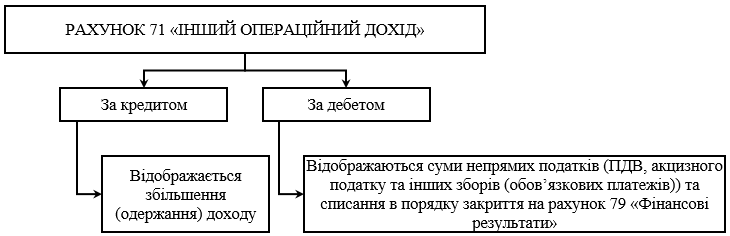 РАХУНОК 71 «ІНШИЙ ОПЕРАЦІЙНИЙ ДОХІД»
За кредитом
За дебетом
Відображається
збільшення
(одержання) доходу
Відображаються суми непрямих податків (ПДВ, акцизного
податку та інших зборів (обов’язкових платежів)) та
списання в порядку закриття на рахунок 79 «Фінансові
результати»